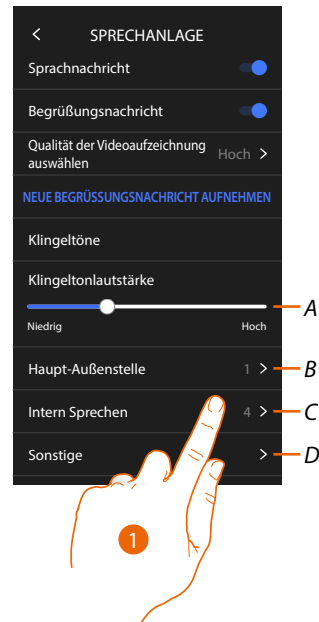 SPRECHANLAGE
Sprachnachricht
Begrüßungsnachricht
Qualität der Videoaufzeichnung
auswählen
Hoch >
NEUE BEGRÜSSUNGSNACHRICHT AUFNEHMEN
Klingeltöne
Klingeltonlautstärke
A
Niedrig
Hoch
Haupt-Außenstelle
1 >
B
Intern Sprechen
4 >
C
Sonstige
>
D
1